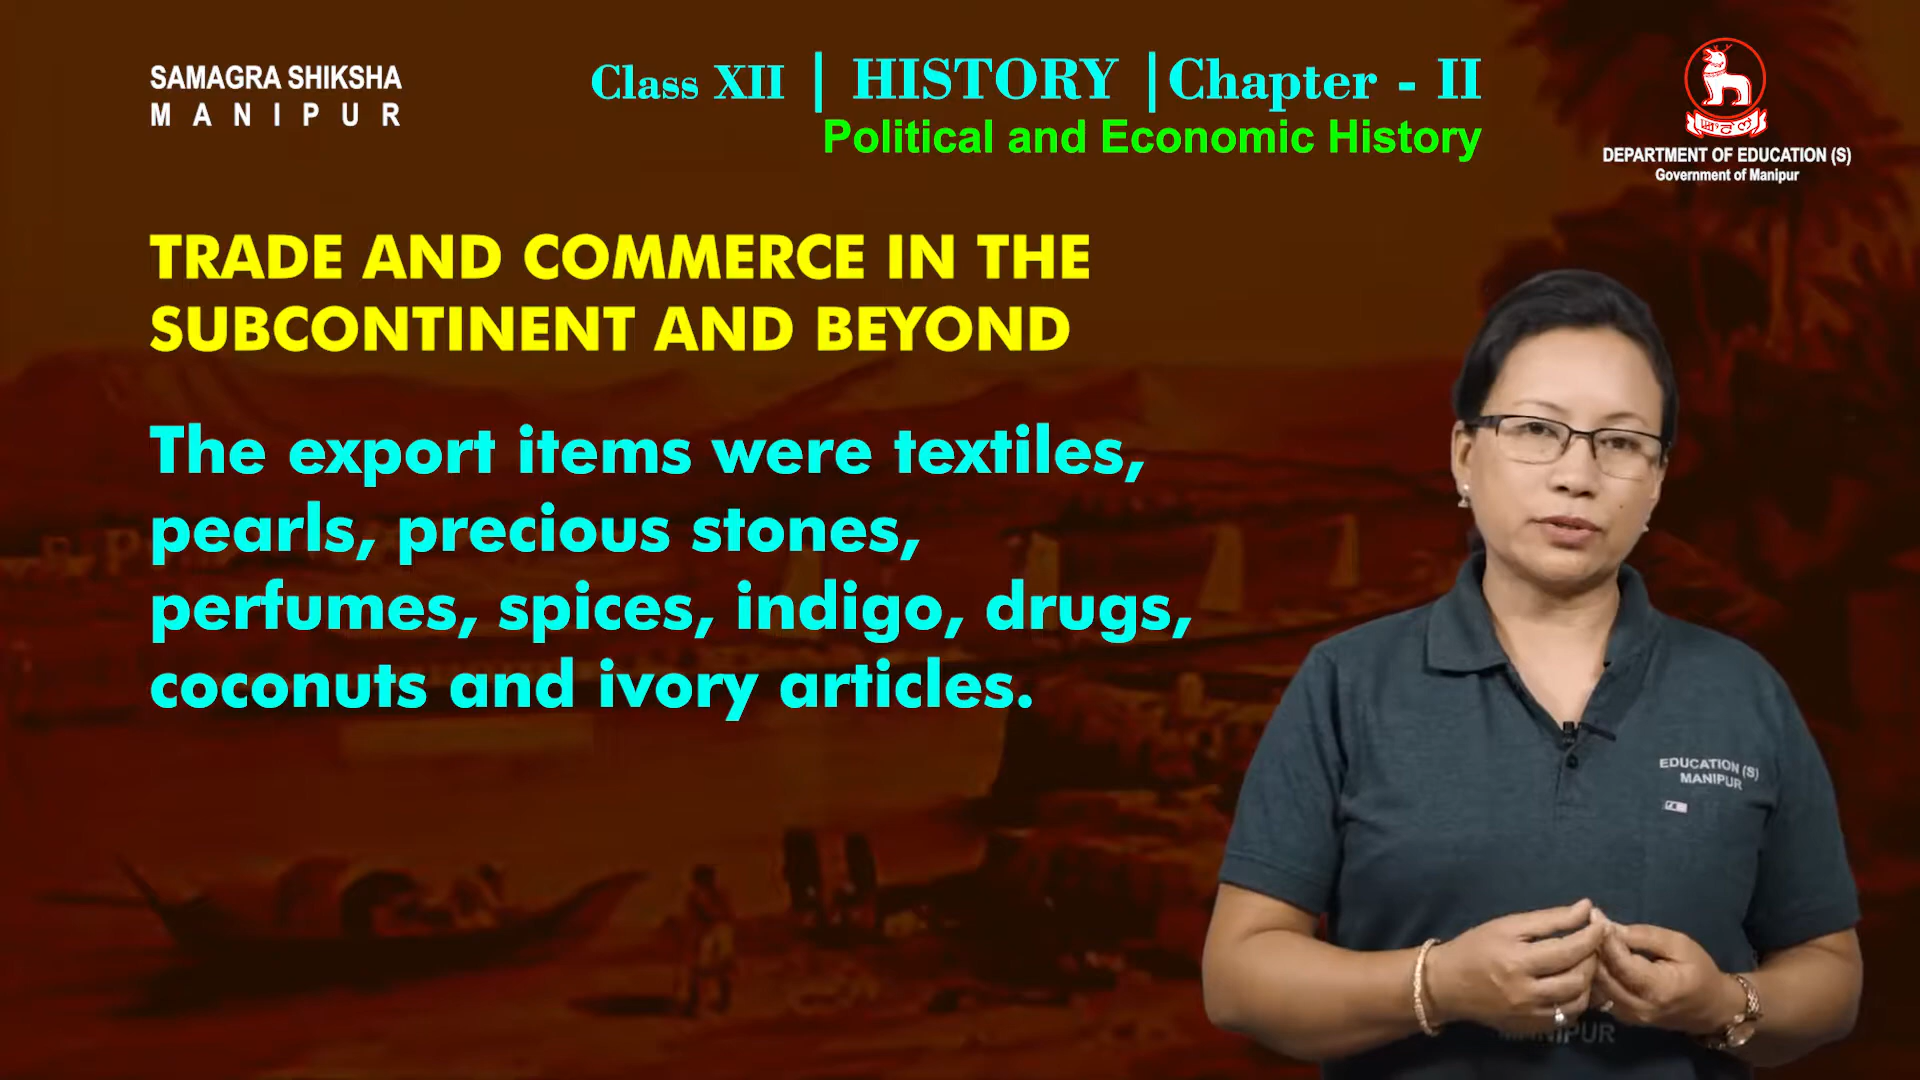 SAMAGRA SHIKSHA
MANIPUR
Class XII | HISTORY | Chapter - II
Political and Economic History
DEPARTMENT OF EDUCATION (S)
Government of Manipur
TRADE AND COMMERCE IN THE
SUBCONTINENT AND BEYOND
The export items were textiles,
pearls, precious stones,
perfumes, spices, indigo, drugs,
coconuts and ivory articles.
EDUCATION (S)
MANIPUR
MANIPUR